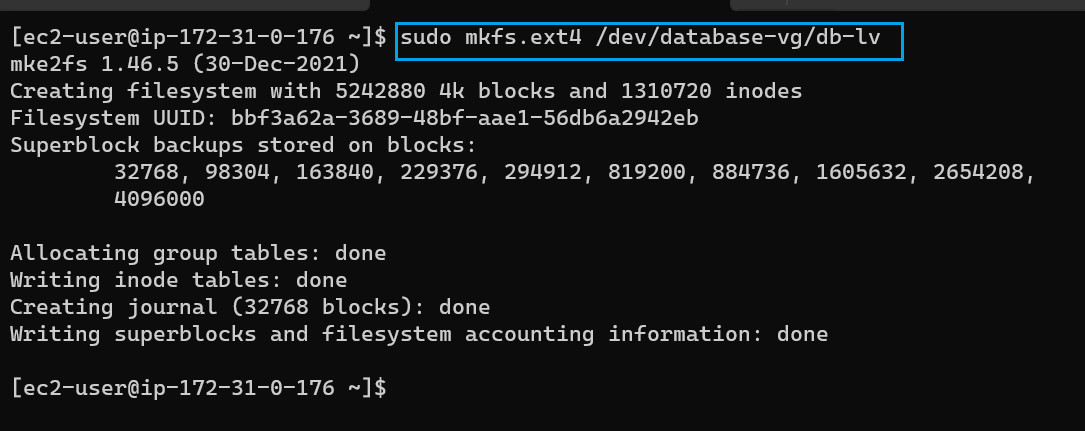 [ec2-user@ip-172-31-0-176 ~]$ sudo mkfs.ext4 /dev/database-vg/db-lv
mke2fs 1.46.5 (30-Dec-2021)
Creating filesystem with 5242880 4k blocks and 1310720 inodes
Filesystem UUID: bbf3a62a-3689-48bf-aae1-56db6a2942eb
Superblock backups stored on blocks:
32768, 98304, 163840, 229376, 294912, 819200, 884736, 1605632, 2654208,
4096000
Allocating group tables: done
Writing inode tables: done
Creating journal (32768 blocks): done
Writing superblocks and filesystem accounting information: done
[ec2-user@ip-172-31-0-176 ~]$